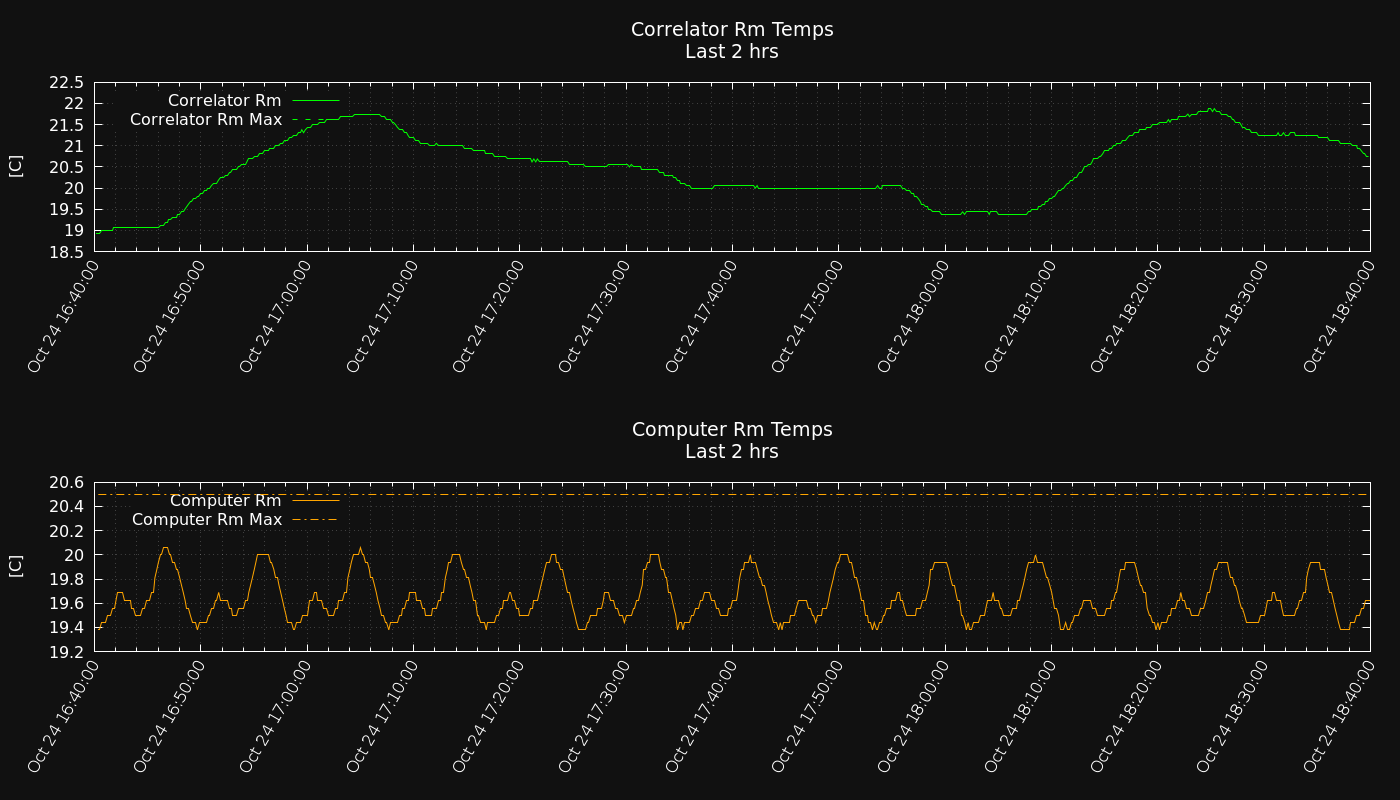 Correlator Rm Temps
Last 2 hrs
22.5
22
21.5
21
20.5
20
19.5
19
18.5
[C]
Correlator Rm
Correlator Rm Max
Oct 24 16:40:00
Oct 24 16:50:00
Oct 24 17:00:00
Oct 24 17:10:00
Oct 24 17:20:00
Oct 24 17:30:00
Oct 24 17:40:00
Oct 24 17:50:00
Oct 24 18:00:00
Oct 24 18:10:00
Oct 24 18:20:00
Oct 24 18:30:00
Oct 24 18:40:00
Computer Rm Temps
Last 2 hrs
20.6
20.4
20.2
20
19.8
19.6
19.4
19.2
[C]
Computer Rm
Computer Rm Max
Oct 24 16:40:00
Oct 24 16:50:00
Oct 24 17:00:00
Oct 24 17:10:00
Oct 24 17:20:00
Oct 24 17:30:00
Oct 24 17:40:00
Oct 24 17:50:00
Oct 24 18:00:00
Oct 24 18:10:00
Oct 24 18:20:00
Oct 24 18:30:00
Oct 24 18:40:00